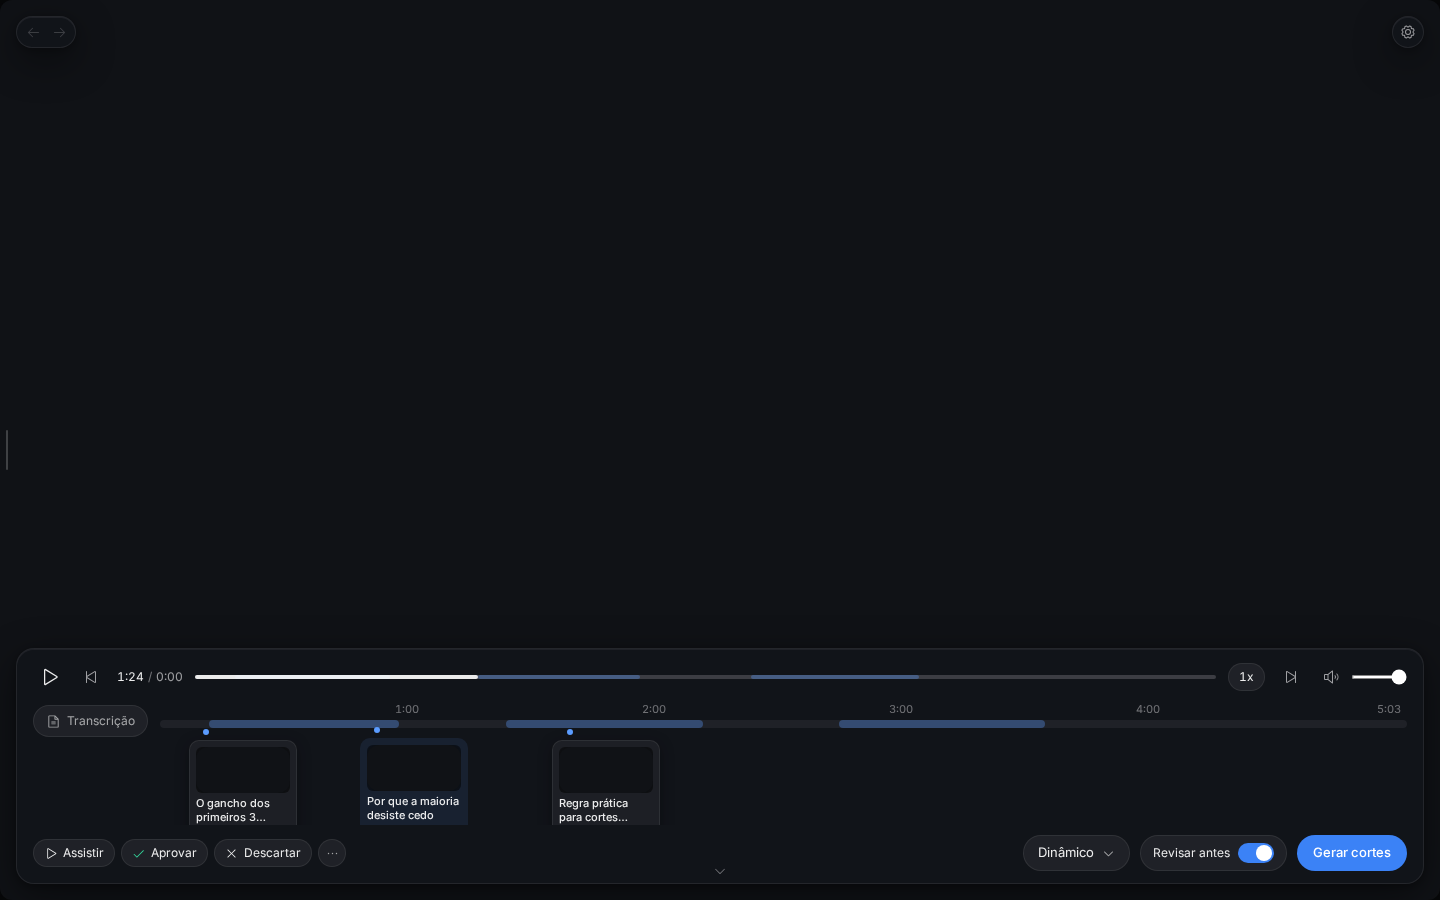 1:24 / 0:00
1x
Transcrição
1:00 2:00 3:00 4:00 5:03
O gancho dos
primeiros 3...
Por que a maioria
desiste cedo
Regra prática
para cortes...
Assistir Aprovar Descartar ...
Dinâmico
Revisar antes
Gerar cortes